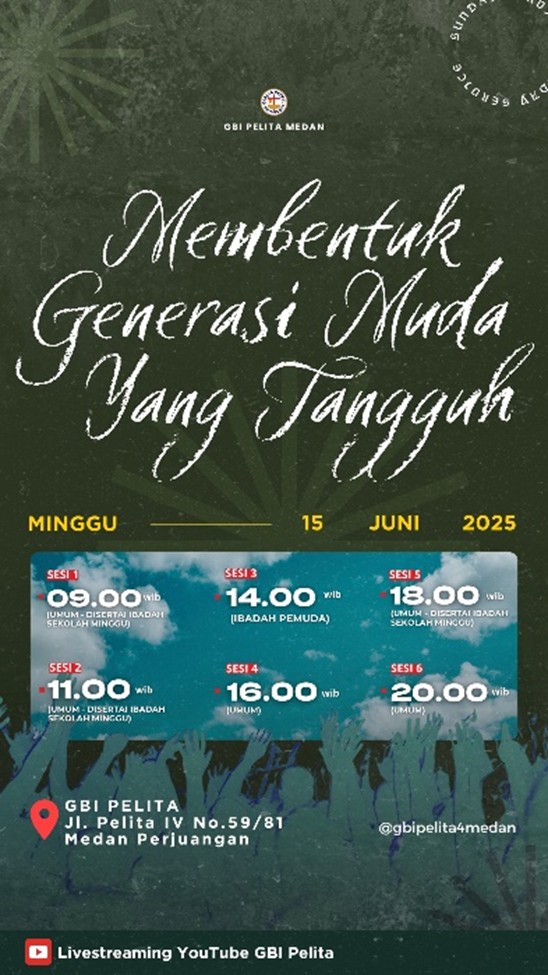 SUNDAY
SUNDAY SERVICE
GBI PELITA MEDAN
Membentuk
Generasi Muda
Yang Tangguh
MINGGU 15 JUNI 2025
SESI 1
09.00 wib
(UMUM - DISERTAI IBADAH
SEKOLAH MINGGU)
SESI 2
11.00 wib
(UMUM - DISERTAI IBADAH
SEKOLAH MINGGU)
SESI 3
14.00 wib
(IBADAH PEMUDA)
SESI 4
16.00 wib
(UMUM)
SESI 5
18.00 wib
(UMUM - DISERTAI IBADAH
SEKOLAH MINGGU)
SESI 6
20.00 wib
(UMUM)
GBI PELITA
Jl. Pelita IV No.59/81
Medan Perjuangan
@gbipelita4medan
Livestreaming YouTube GBI Pelita